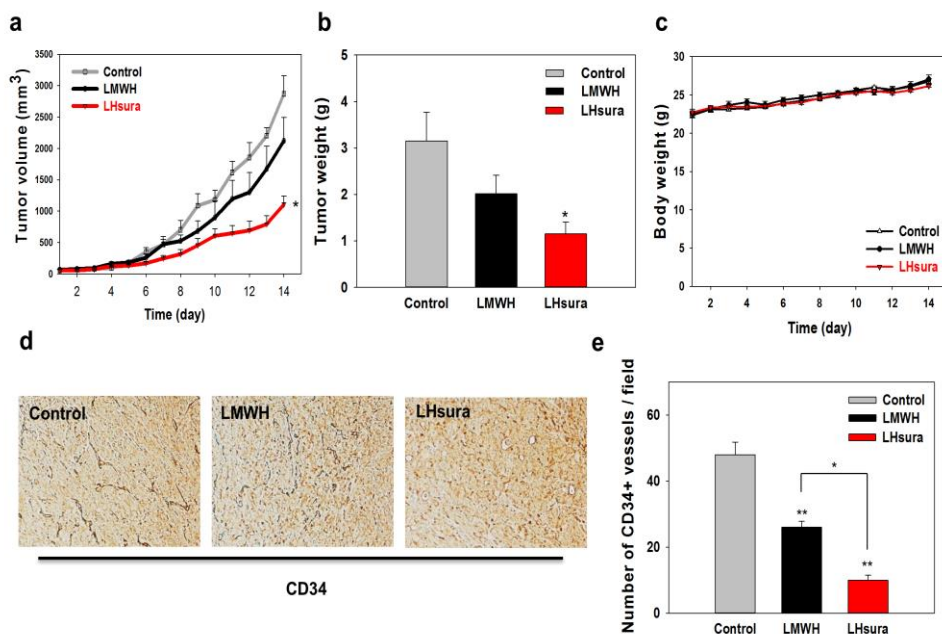 a
Tumor volume (mm3)
3500
3000
2500
2000
1500
1000
500
0
Control
LMWH
LHsura
*
2 4 6 8 10 12 14
Time (day)
b
Tumor weight (g)
5
4
3
2
1
0
Control
LMWH
LHsura
*
Control LMWH LHsura
c
Body weight (g)
30
25
20
15
10
5
0
Control
LMWH
LHsura
2 4 6 8 10 12 14
Time (day)
d
Control
LMWH
LHsura
CD34
e
Number of CD34+ vessels / field
60
40
20
0
Control
LMWH
LHsura
*
**
**
Control LMWH LHsura